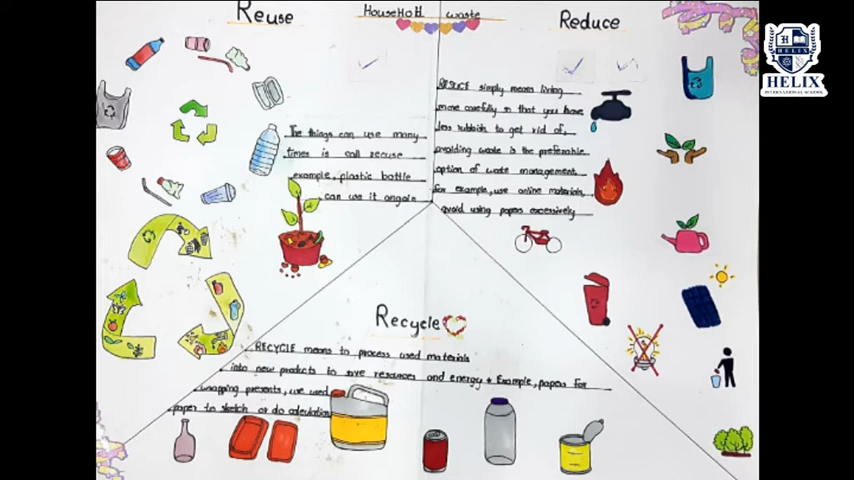 Reuse
HouseHold waste
Reduce
HELIX
HELIX
INTERNATIONAL SCHOOL
The things can use many
times is call recuse
example, plastic bottle
can use it angain
REDUCE simply means living
more carefully so that you have
less rubbish to get rid of,
avoiding waste is the preferable
option of waste management,
for example, use online materials,
avoid using papers excessively
Recycle
RECYCLE means to process used materials
into new products to save resources and energy + Example, papers for
wrapping presents, we used
paper to sketch or do calculation